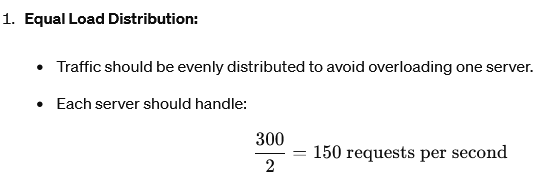 1. Equal Load Distribution:
• Traffic should be evenly distributed to avoid overloading one server.
• Each server should handle:
300/2 = 150 requests per second